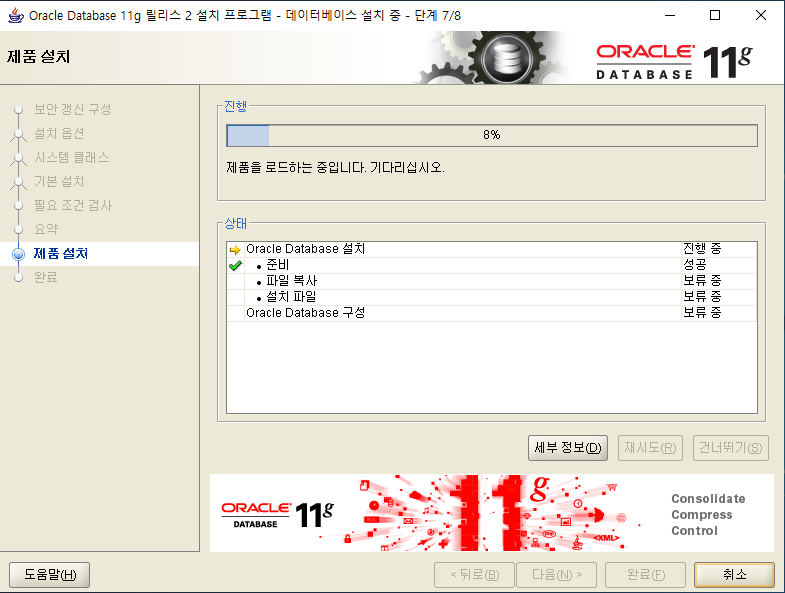 Oracle Database 11g 릴리스 2 설치 프로그램 - 데이터베이스 설치 중 - 단계 7/8
제품 설치
ORACLE DATABASE 11g
보안 갱신 구성
설치 옵션
시스템 클래스
기본 설치
필요 조건 검사
요약
제품 설치
완료
진행
8%
제품을 로드하는 중입니다. 기다리십시오.
상태
Oracle Database 설치 진행 중
• 준비 성공
• 파일 복사 보류 중
• 설치 파일 보류 중
Oracle Database 구성 보류 중
세부 정보(D) 재시도(R) 건너뛰기(S)
ORACLE DATABASE 11g
11g
<XML>
Consolidate
Compress
Control
도움말(H) < 뒤로(B) 다음(N) > 완료(F) 취소